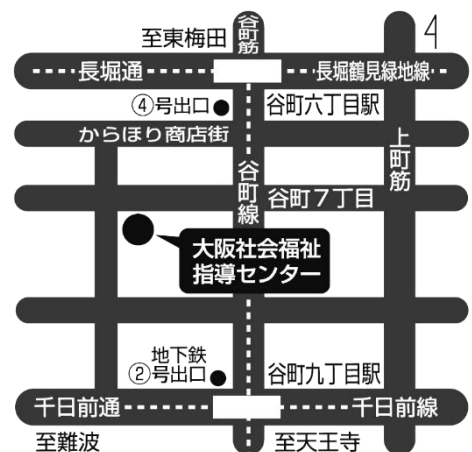 谷町筋
4
至東梅田
長堀通
長堀鶴見緑地線
④号出口
谷町六丁目駅
からほり商店街
上町筋
谷町線
谷町7丁目
大阪社会福祉
指導センター
地下鉄
②号出口
谷町九丁目駅
千日前通
千日前線
至難波
至天王寺